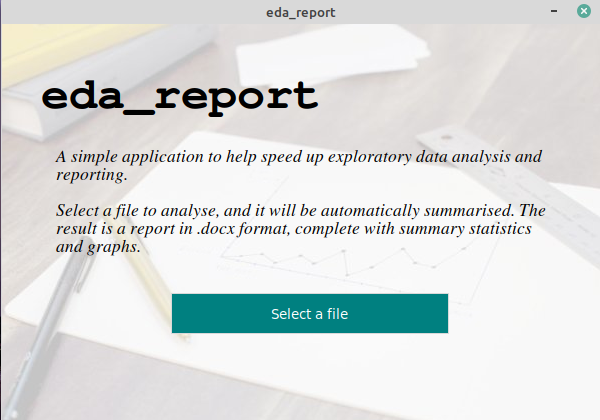 eda_report
eda_report
A simple application to help speed up exploratory data analysis and
reporting.
Select a file to analyse, and it will be automatically summarised. The
result is a report in .docx format, complete with summary statistics
and graphs.
Select a file